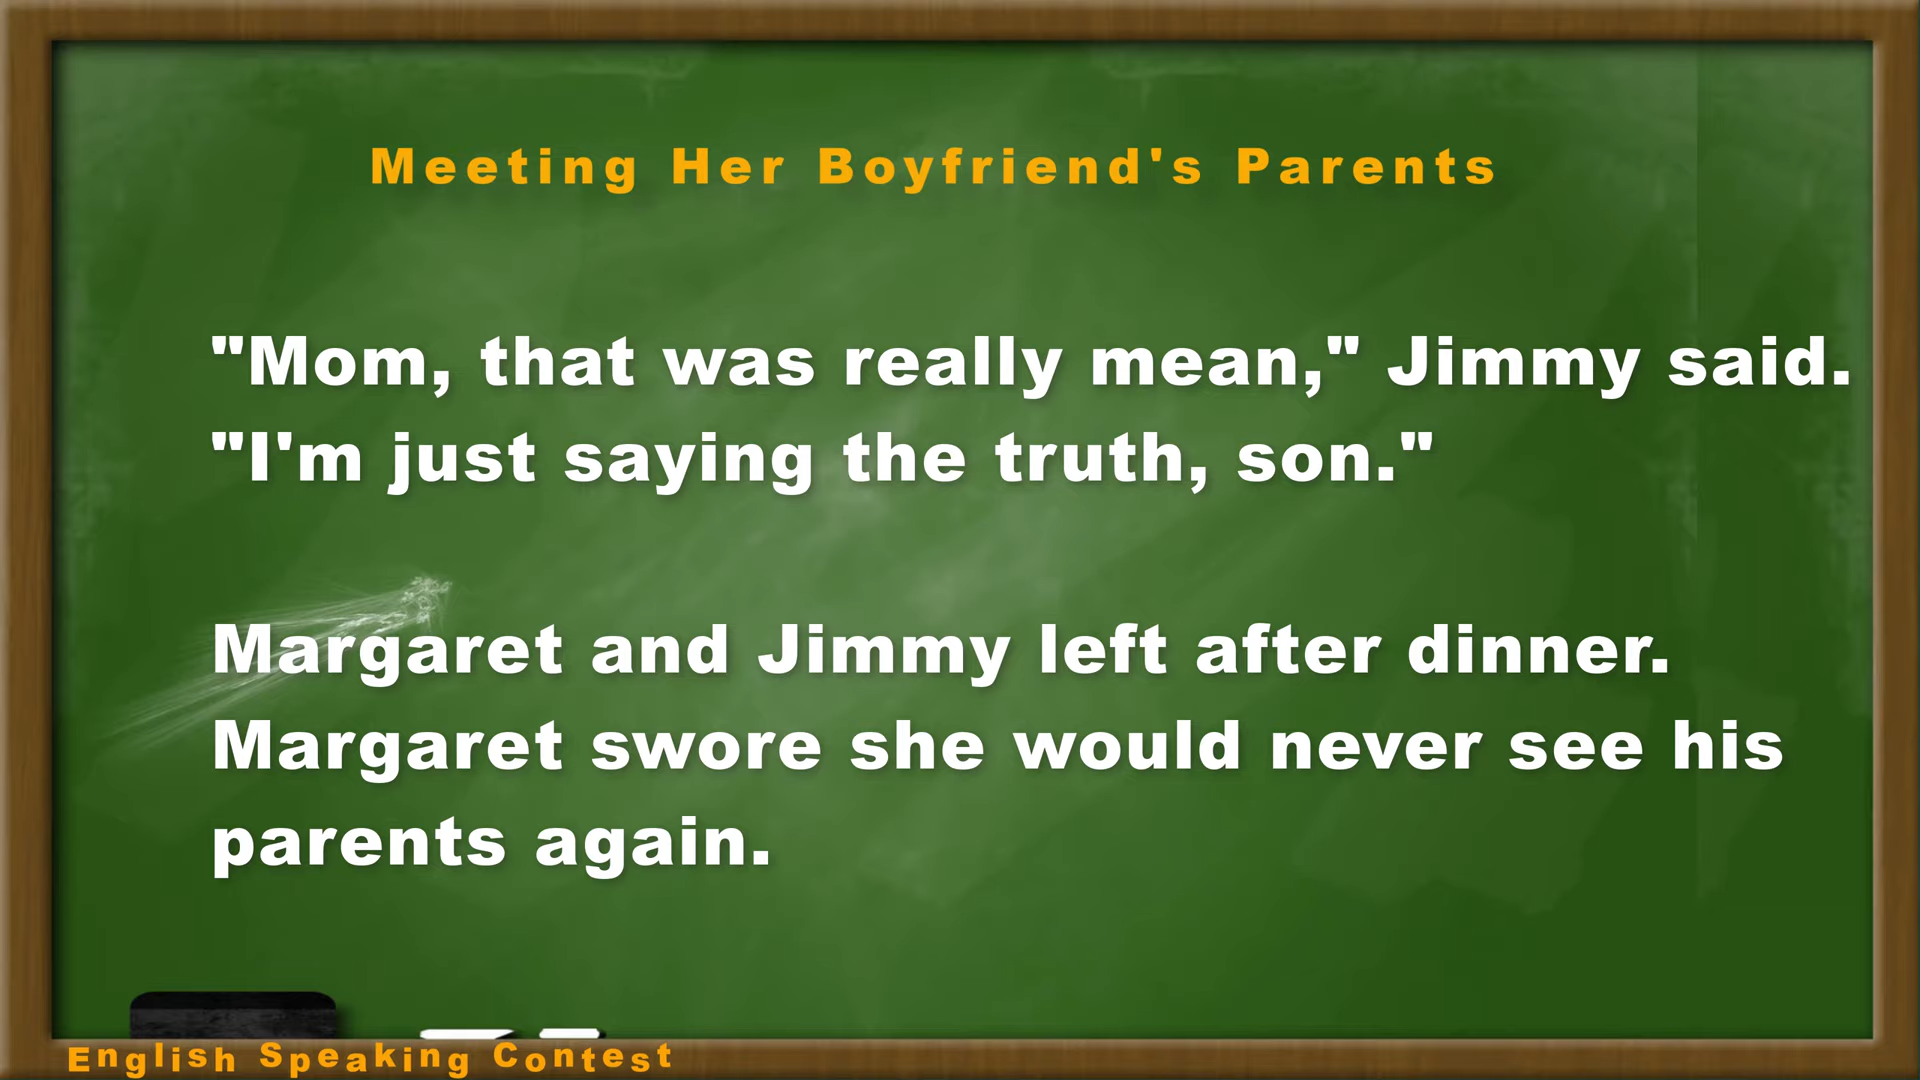 Meeting Her Boyfriend's Parents
"Mom, that was really mean," Jimmy said.
"I'm just saying the truth, son."
Margaret and Jimmy left after dinner.
Margaret swore she would never see his
parents again.
English Speaking Contest